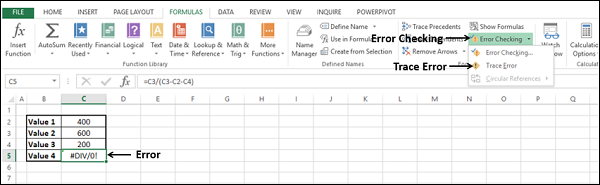 FILE HOME INSERT PAGE LAYOUT FORMULAS DATA REVIEW VIEW INQUIRE POWERPIVOT
Insert Function
AutoSum
Recently Used
Financial
Logical
Text
Date & Time
Lookup & Reference
Math & Trig
More Functions
Function Library
Name Manager
Define Name
Use in Formula
Create from Selection
Defined Names
Trace Precedents
Remove Arrows
Show Formulas
Error Checking
Error Checking
Error Checking...
Trace Error
Trace Error
Circular References
Watch Window
Calculation Options
C5 fx =C3/(C3-C2-C4)
A B C D E F G H I J K L M N O
1
2 Value 1 400
3 Value 2 600
4 Value 3 200
5 Value 4 #DIV/0! Error
6